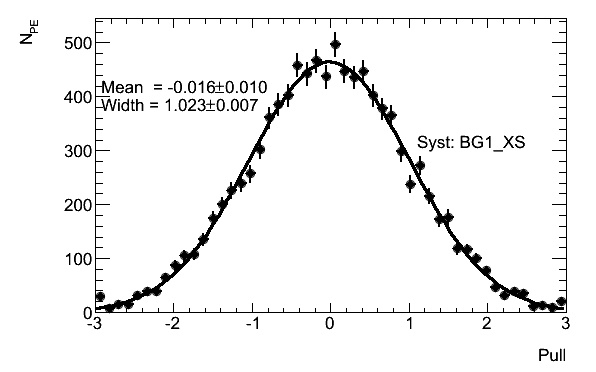 N_PE
500
400
300
200
100
0
Mean = -0.016±0.010
Width = 1.023±0.007
Syst: BG1_XS
-3 -2 -1 0 1 2 3
Pull